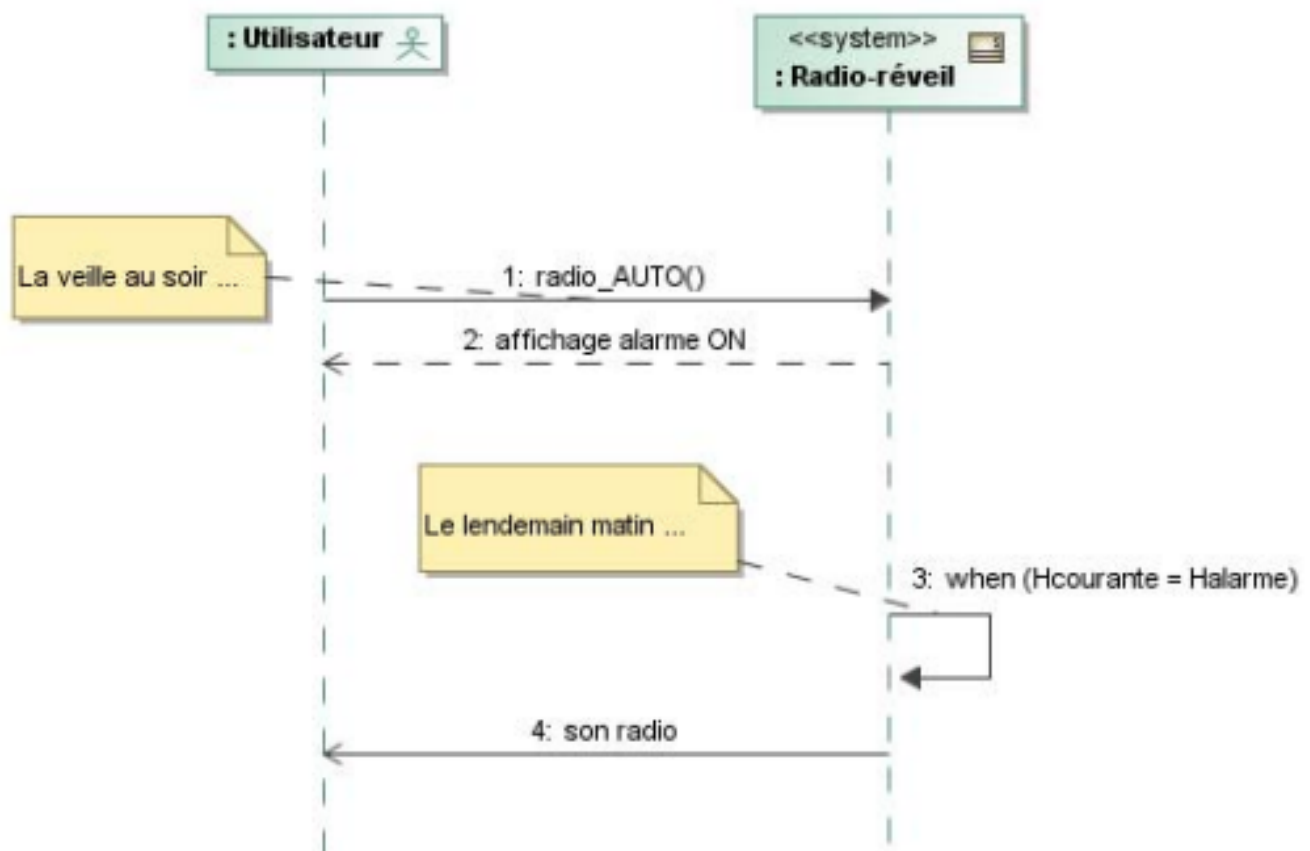 : Utilisateur
<<system>>
: Radio-réveil
La veille au soir ...
1: radio_AUTO()
2: affichage alarme ON
Le lendemain matin ...
3: when (Hcourante = Halarme)
4: son radio